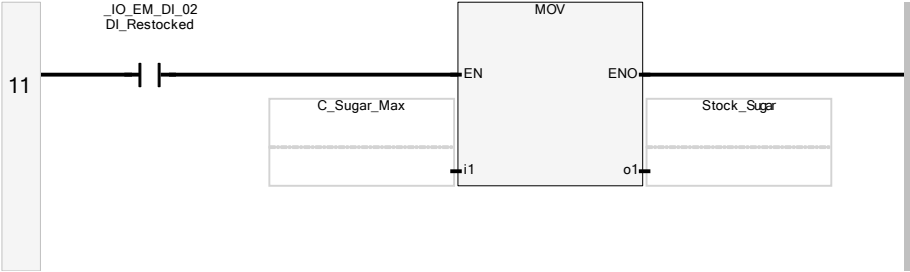 _IO_EM_DI_02
DI_Restocked
MOV
11
EN
ENO
C_Sugar_Max
Stock_Sugar
i1
o1